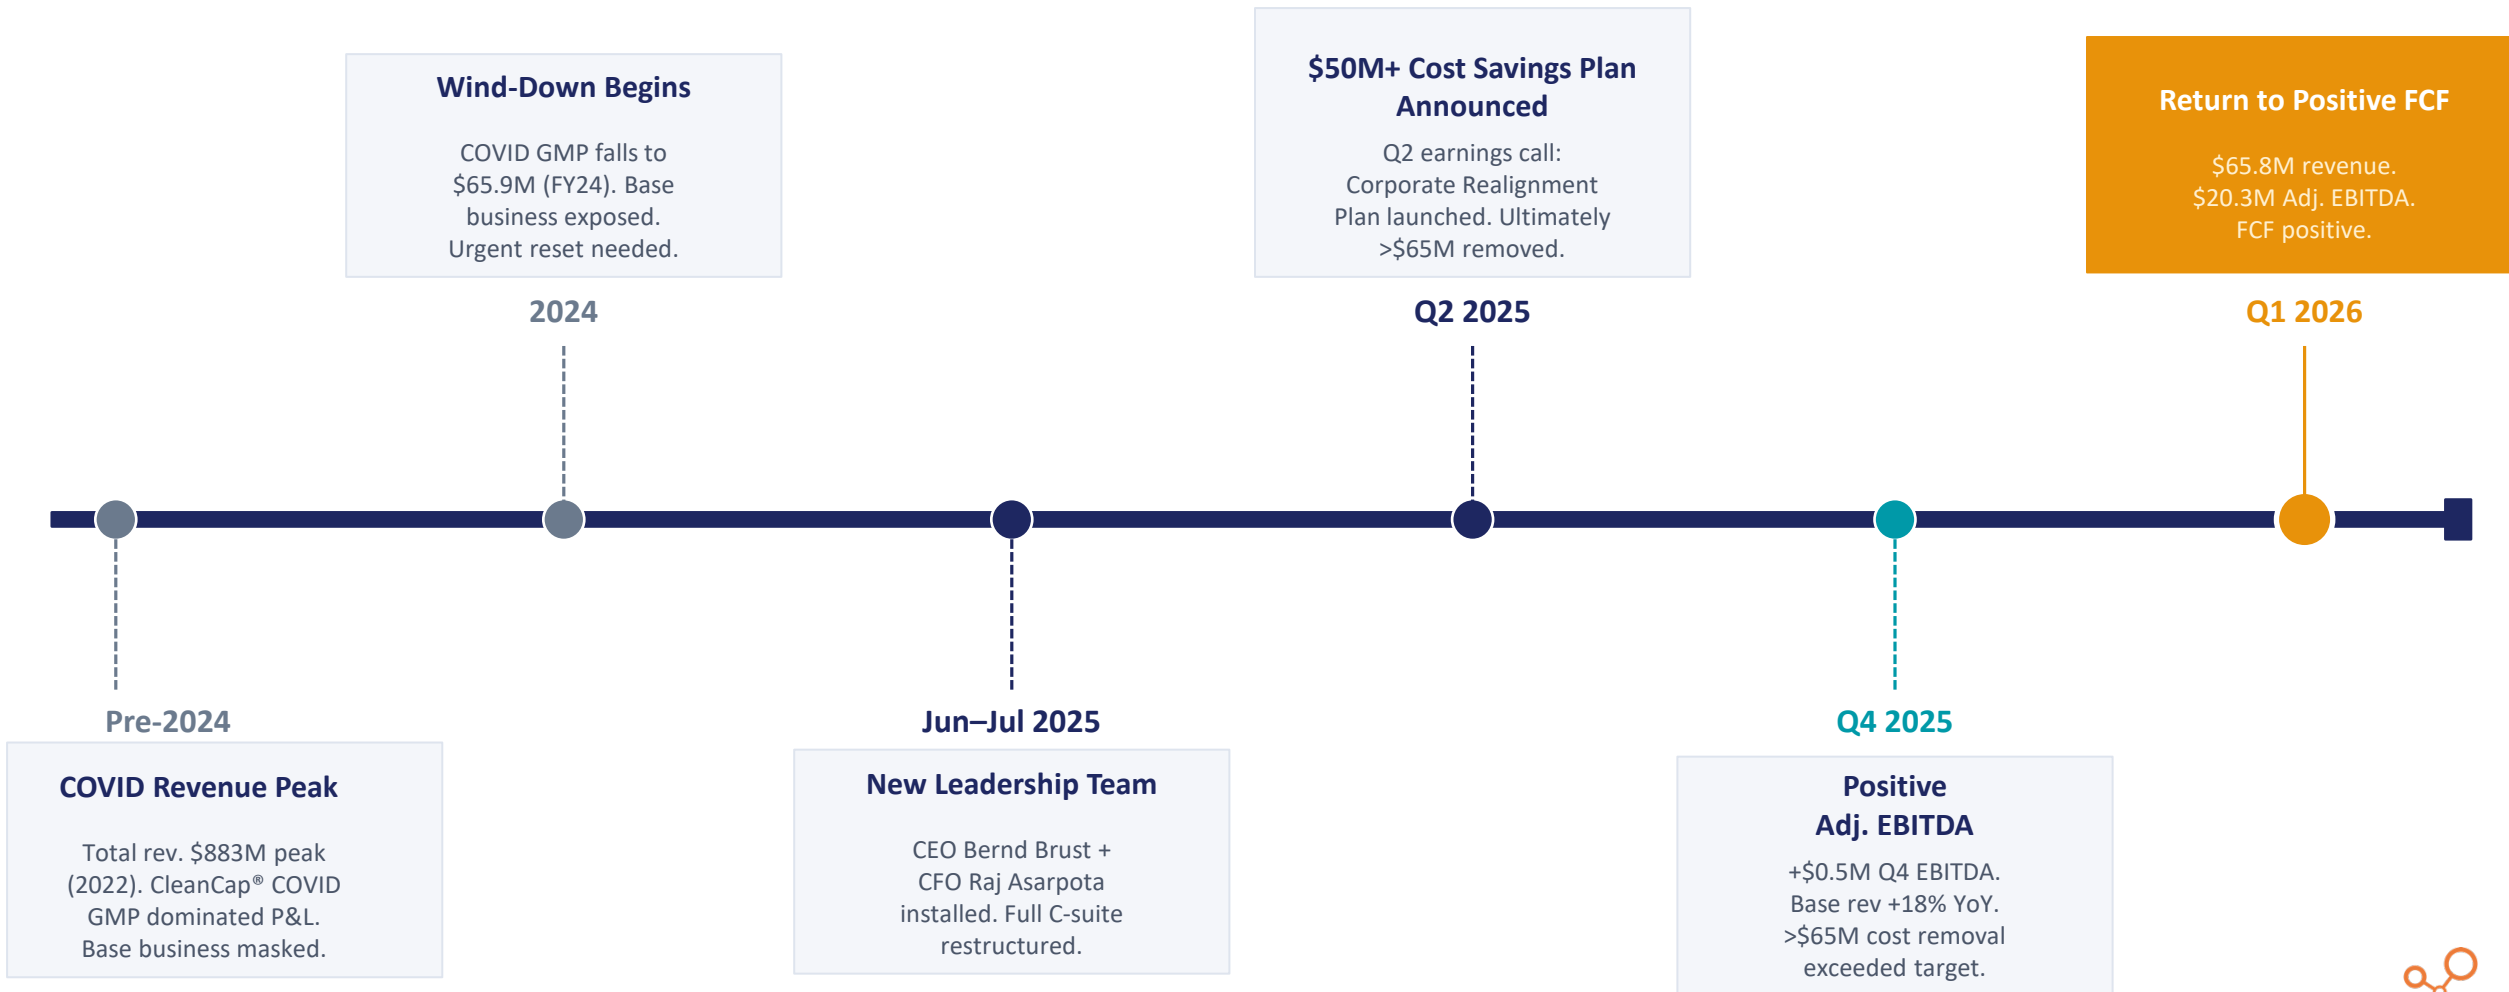 Wind-Down Begins
COVID GMP falls to
$65.9M (FY24). Base
business exposed.
Urgent reset needed.
2024
$50M+ Cost Savings Plan
Announced
Q2 earnings call:
Corporate Realignment
Plan launched. Ultimately
>$65M removed.
Q2 2025
Return to Positive FCF
$65.8M revenue.
$20.3M Adj. EBITDA.
FCF positive.
Q1 2026
Pre-2024
COVID Revenue Peak
Total rev. $883M peak
(2022). CleanCap® COVID
GMP dominated P&L.
Base business masked.
Jun–Jul 2025
New Leadership Team
CEO Bernd Brust +
CFO Raj Asarpota
installed. Full C-suite
restructured.
Q4 2025
Positive
Adj. EBITDA
+$0.5M Q4 EBITDA.
Base rev +18% YoY.
>$65M cost removal
exceeded target.